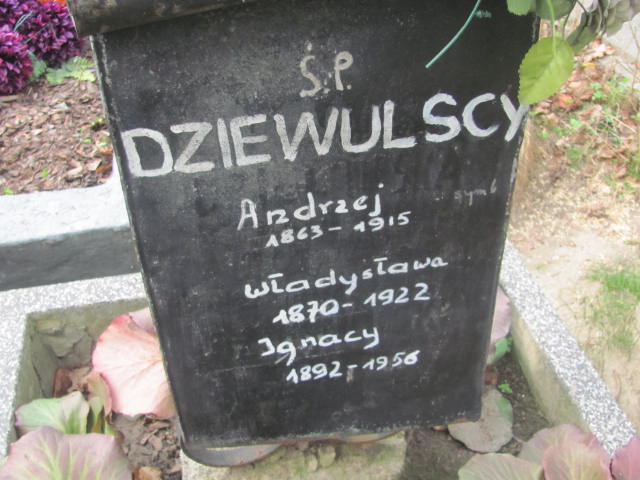 Ś.P.
DZIEWULSCY
Andrzej
1863-1915
Władysława
1870-1922
Ignacy
1892-1956